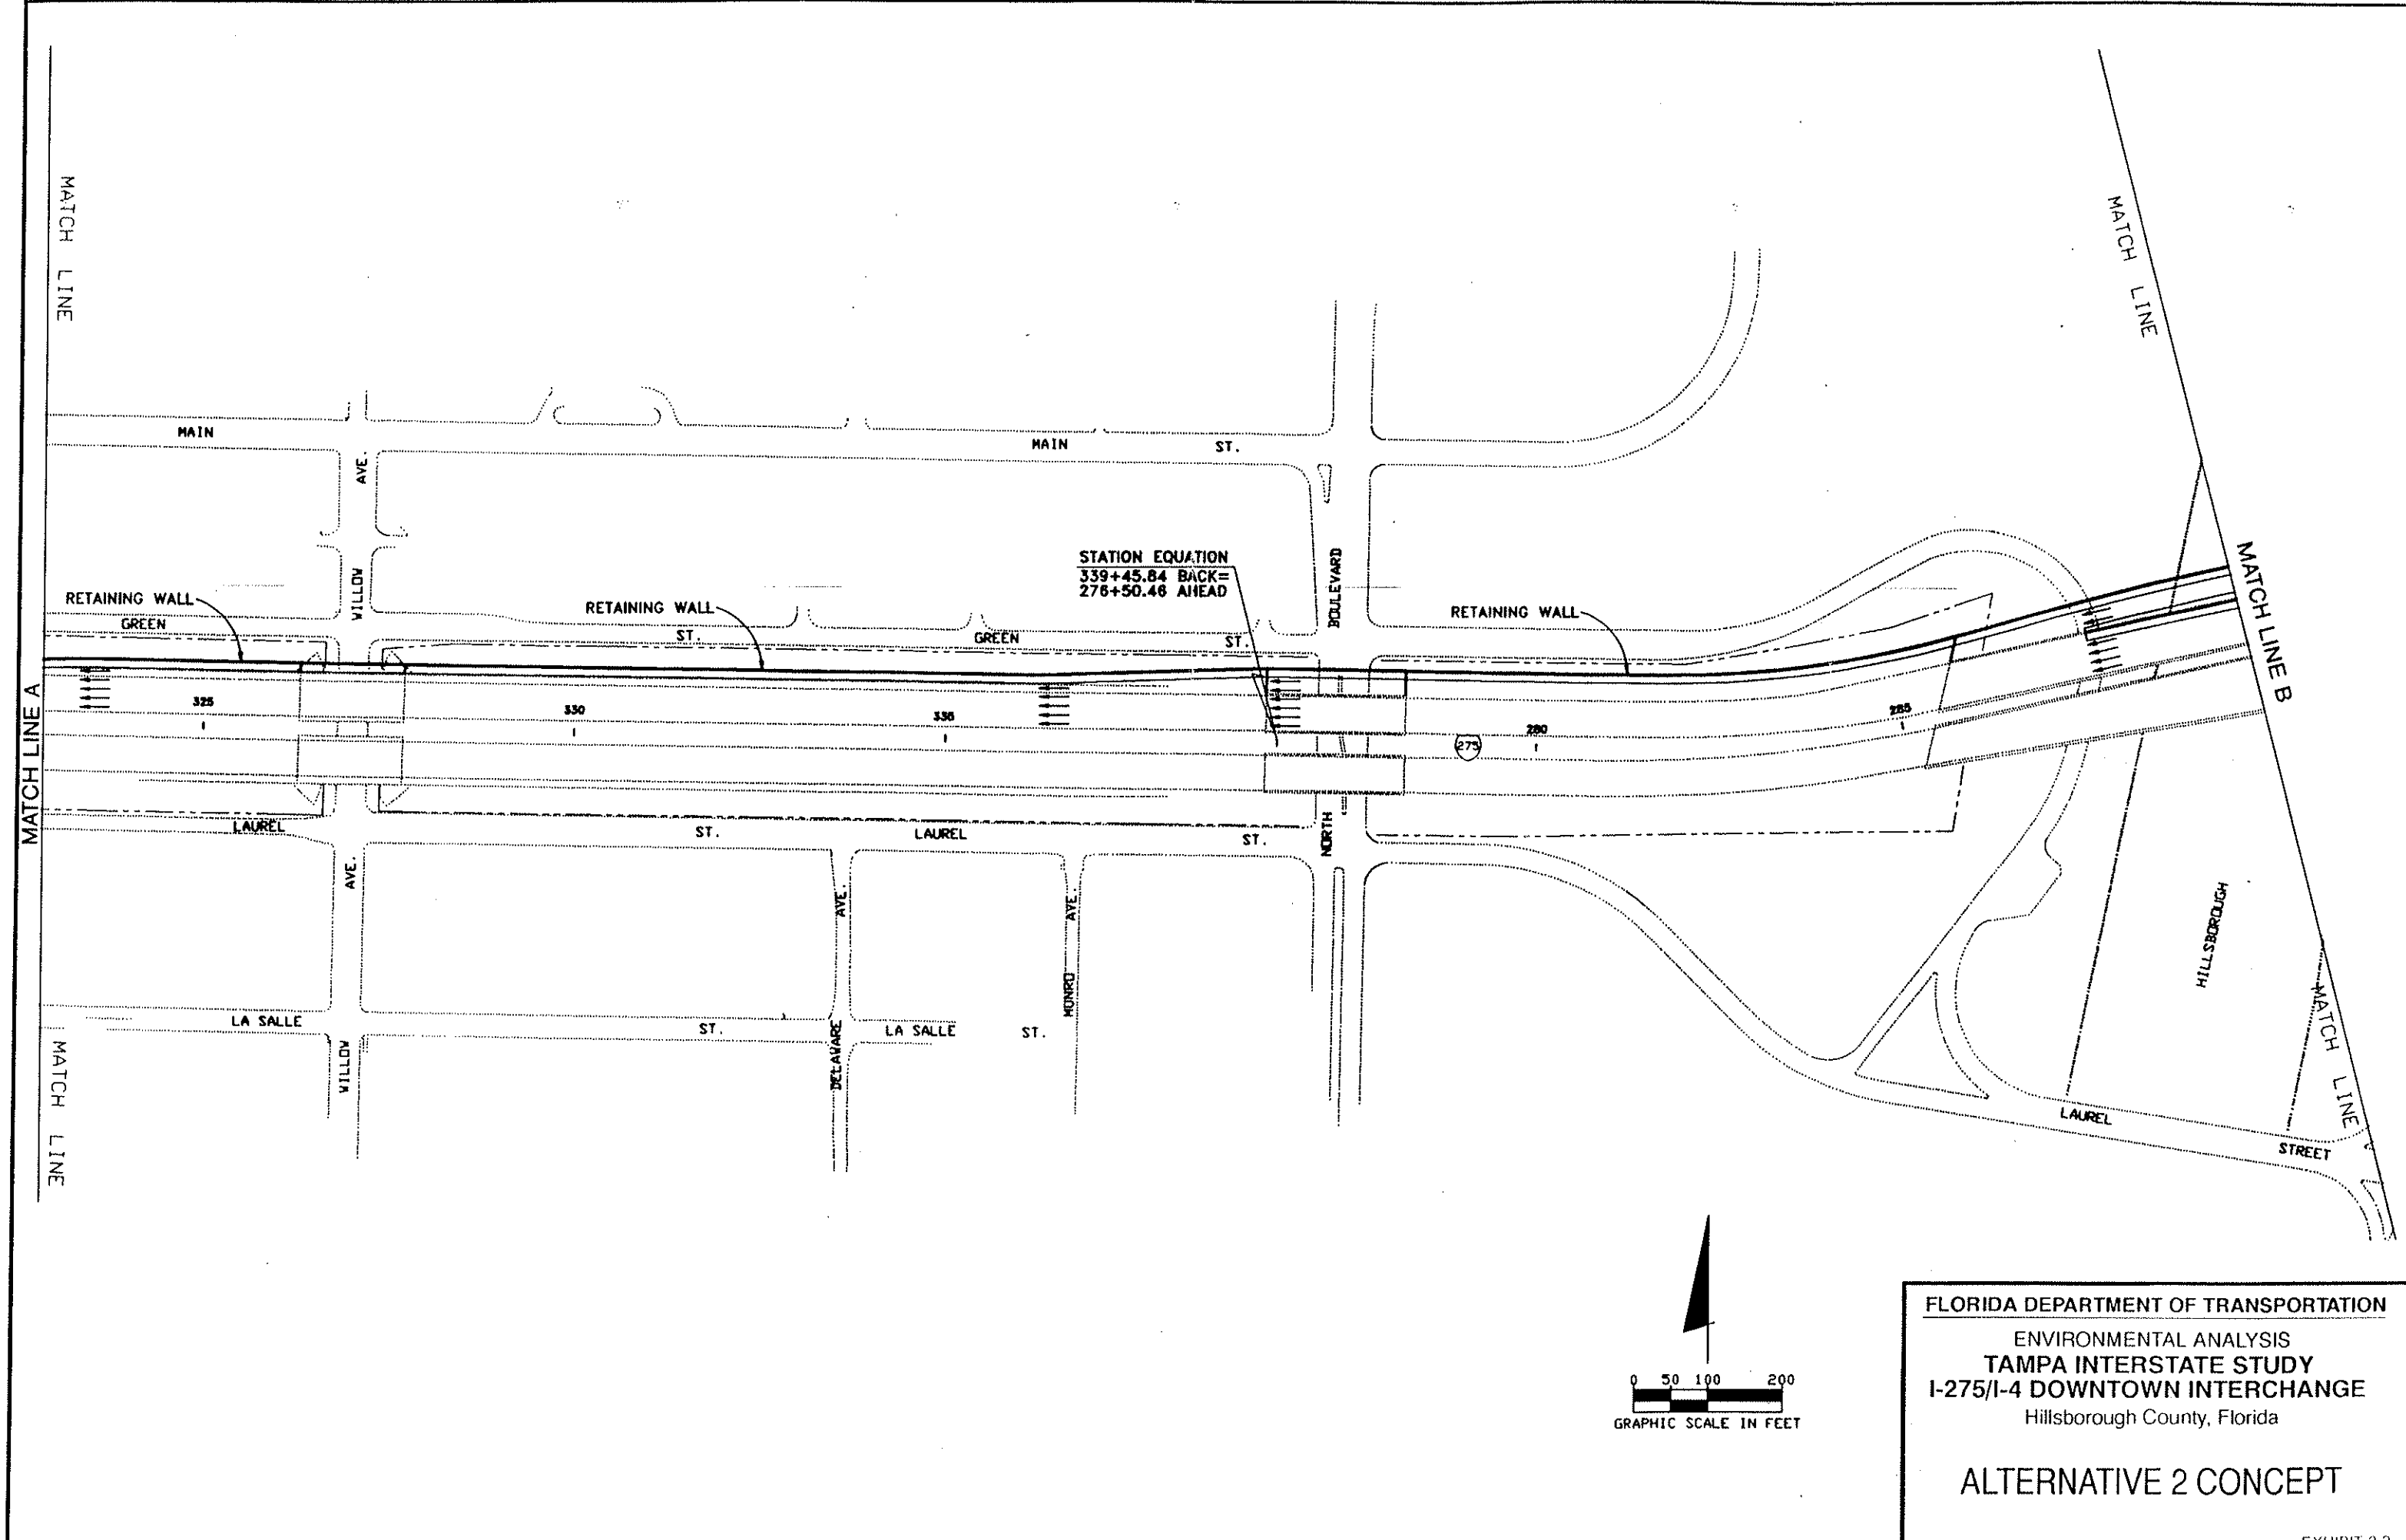 MATCH LINE
MATCH LINE
MAIN
AVE.
MAIN
ST.
WILLOW
BOULEVARD
STATION EQUATION
339+45.84 BACK=
276+50.46 AHEAD
RETAINING WALL
RETAINING WALL
RETAINING WALL
GREEN
ST.
GREEN
ST.
MATCH LINE B
MATCH LINE A
325
330
335
280
285
275
LAUREL
ST.
LAUREL
ST.
NORTH
AVE.
AVE.
AVE.
HILLSBOROUGH
MUNRO
LA SALLE
ST.
LA SALLE
ST.
WILLOW
DELAWARE
MATCH LINE
MATCH LINE
LAUREL
STREET
0 50 100 200
GRAPHIC SCALE IN FEET
FLORIDA DEPARTMENT OF TRANSPORTATION
ENVIRONMENTAL ANALYSIS
TAMPA INTERSTATE STUDY
I-275/I-4 DOWNTOWN INTERCHANGE
Hillsborough County, Florida
ALTERNATIVE 2 CONCEPT